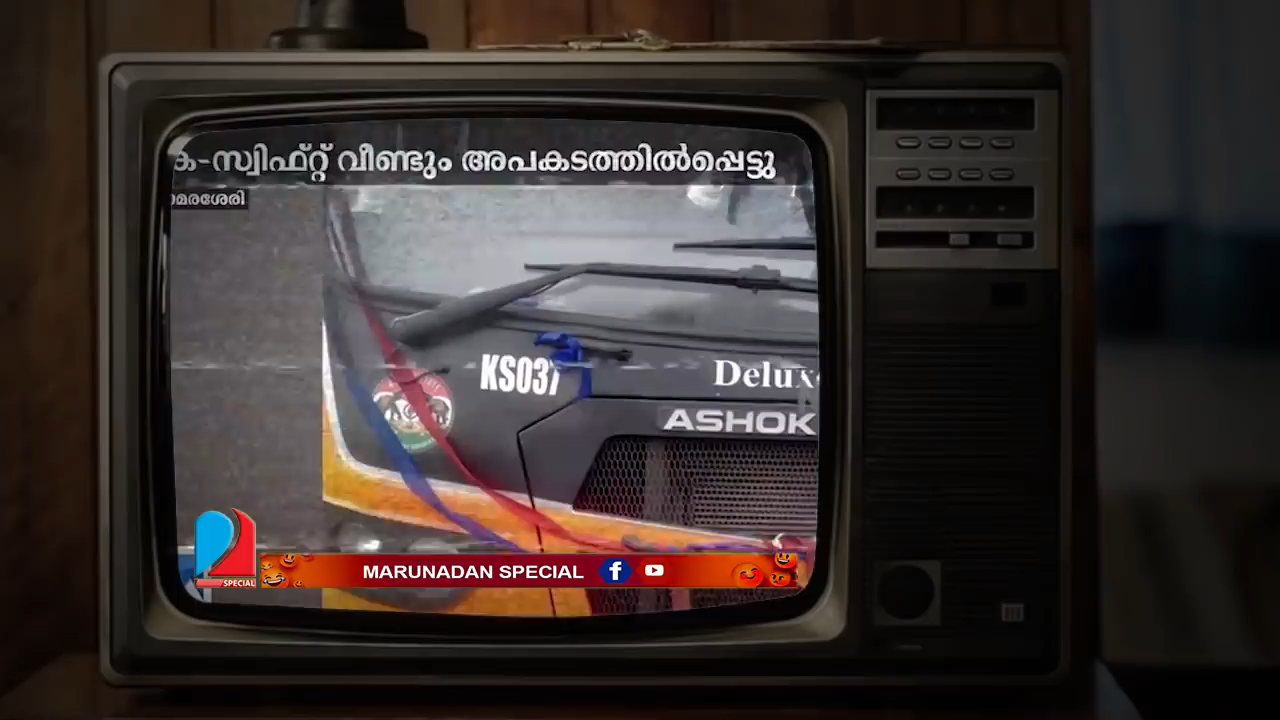 ക-സ്വിഫ്റ്റ് വീണ്ടും അപകടത്തിൽപ്പെട്ടു
മരശേരി
KS037
Delux
ASHOK
SPECIAL
MARUNADAN SPECIAL